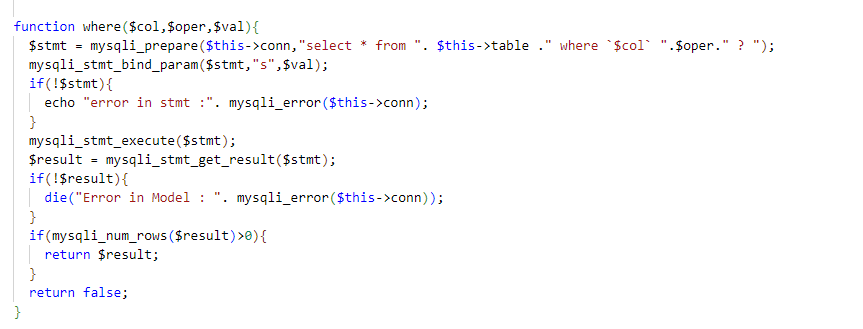 function where($col,$oper,$val){
$stmt = mysqli_prepare($this->conn,"select * from ". $this->table ." where `$col` ".$oper." ? ");
mysqli_stmt_bind_param($stmt,"s",$val);
if(!$stmt){
echo "error in stmt :". mysqli_error($this->conn);
}
mysqli_stmt_execute($stmt);
$result = mysqli_stmt_get_result($stmt);
if(!$result){
die("Error in Model : ". mysqli_error($this->conn));
}
if(mysqli_num_rows($result)>0){
return $result;
}
return false;
}